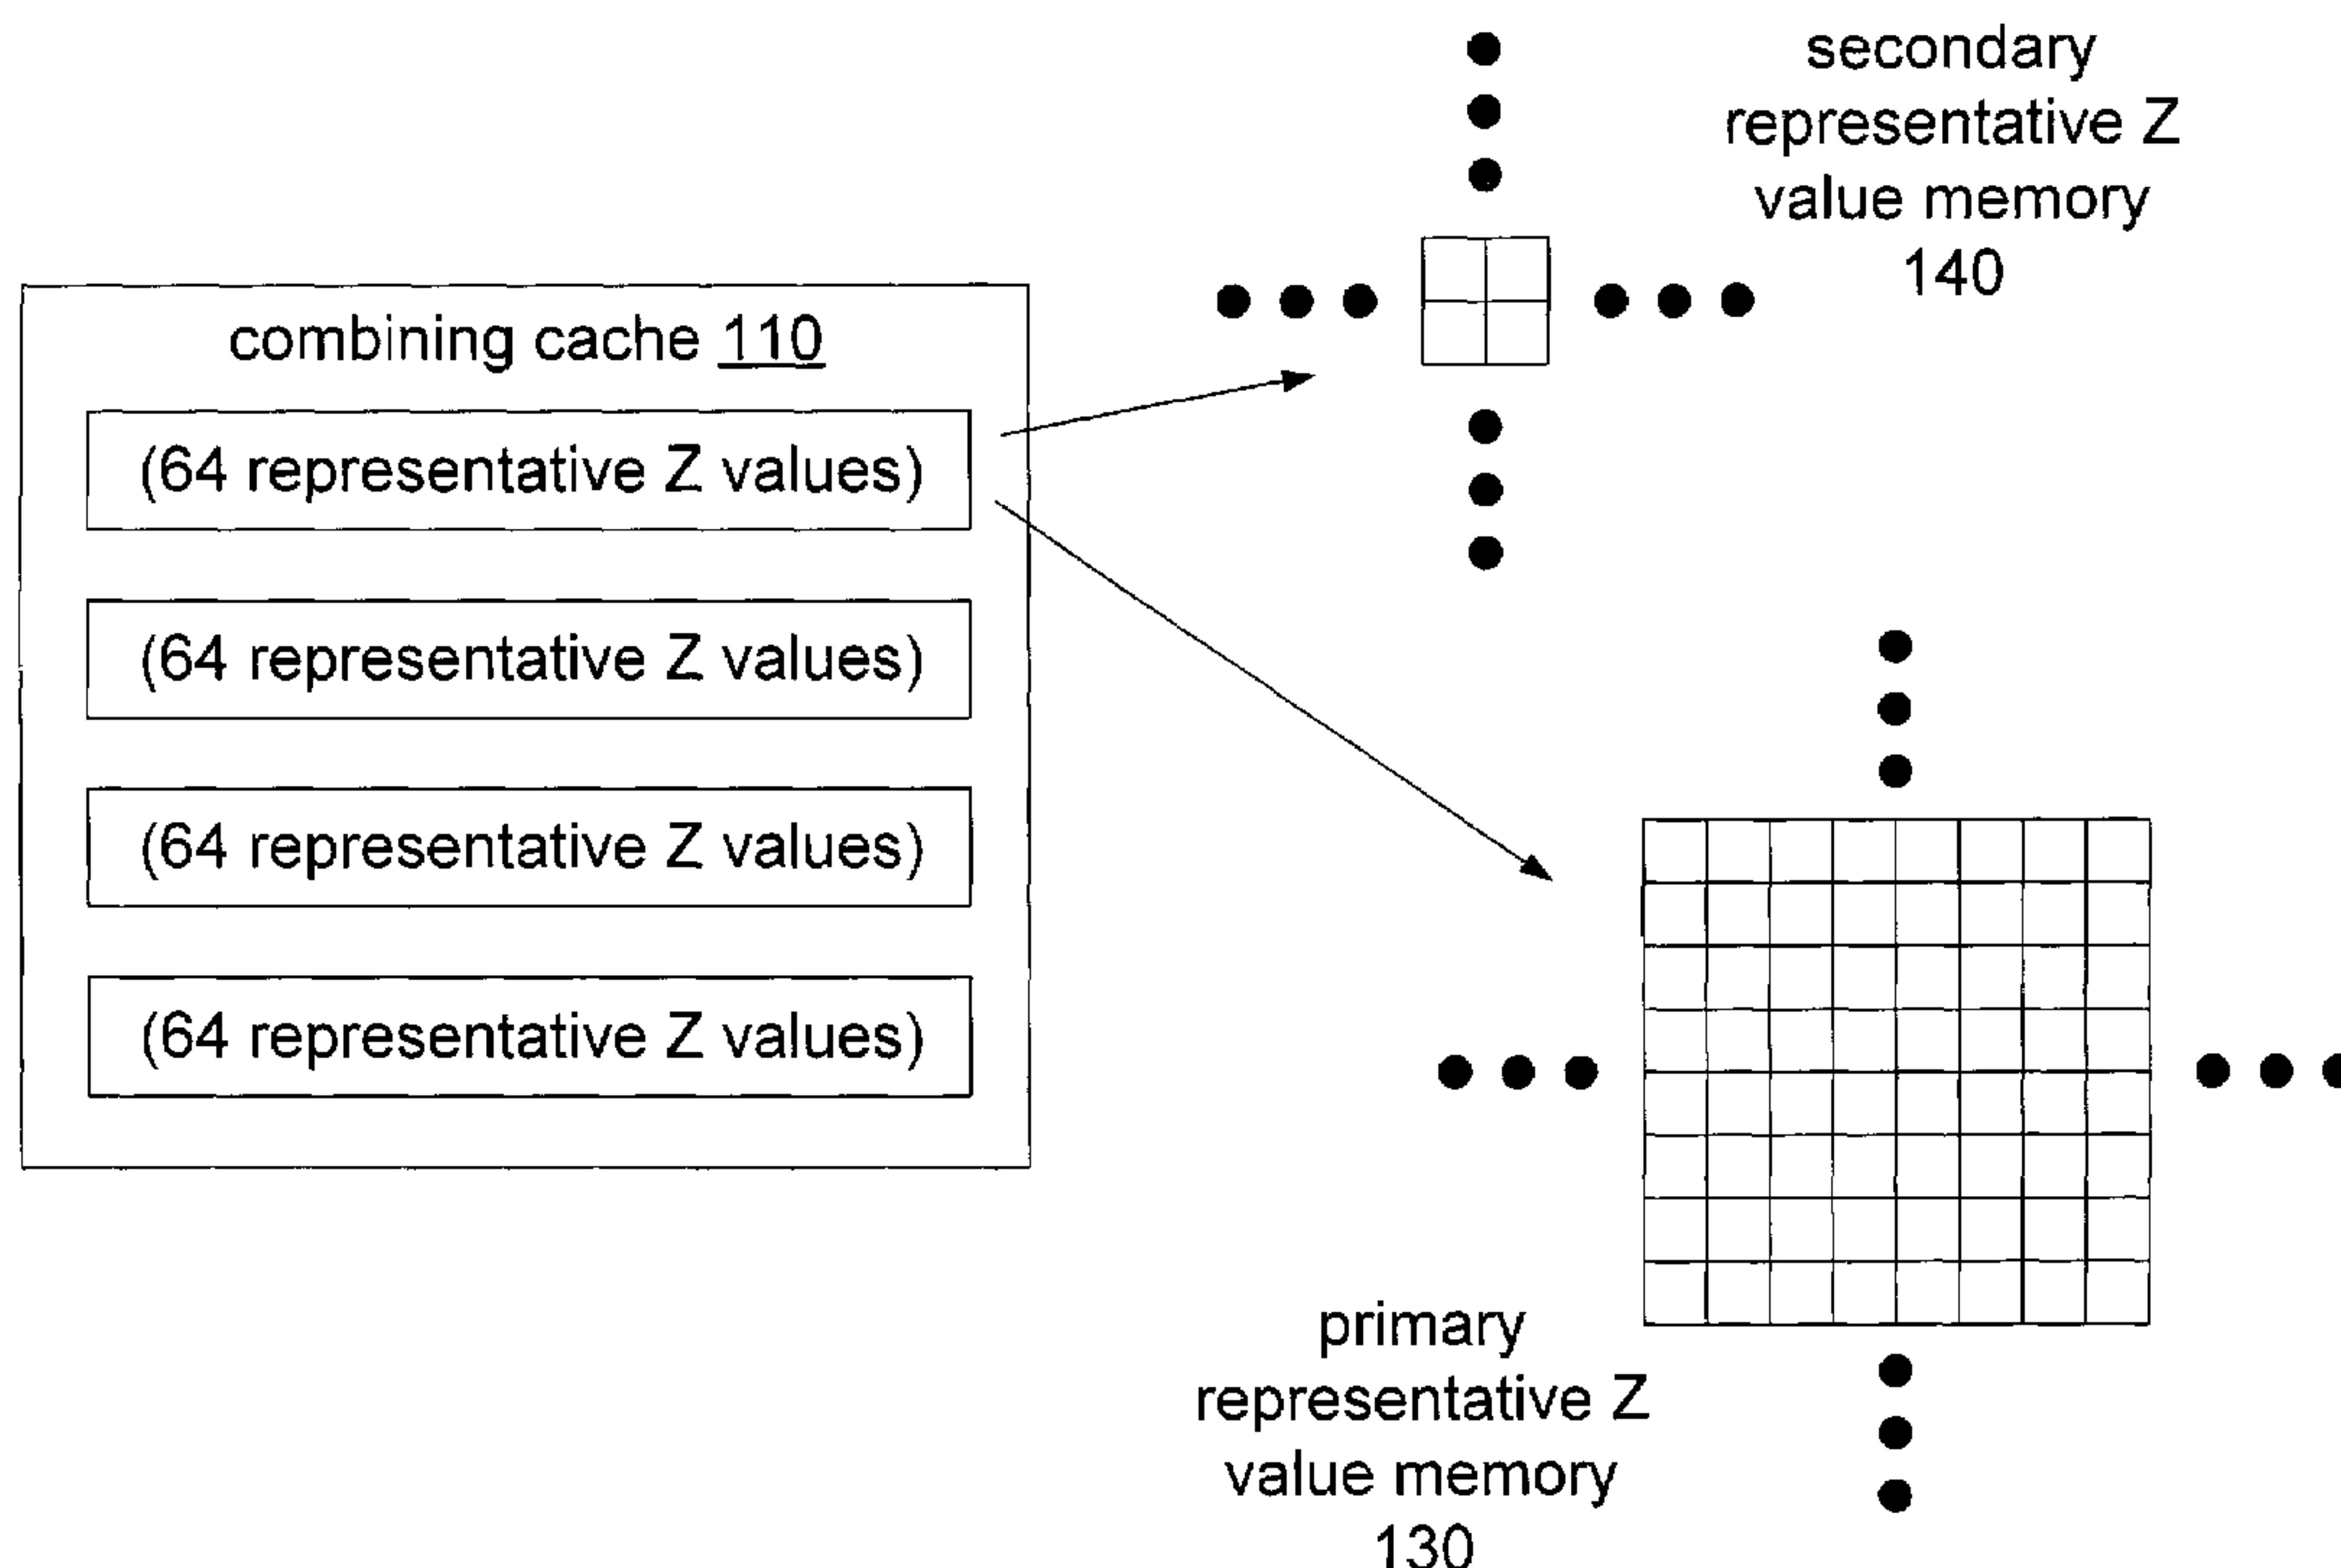 combining cache 110
(64 representative Z values)
(64 representative Z values)
(64 representative Z values)
(64 representative Z values)
secondary
representative Z
value memory
140
primary
representative Z
value memory
130